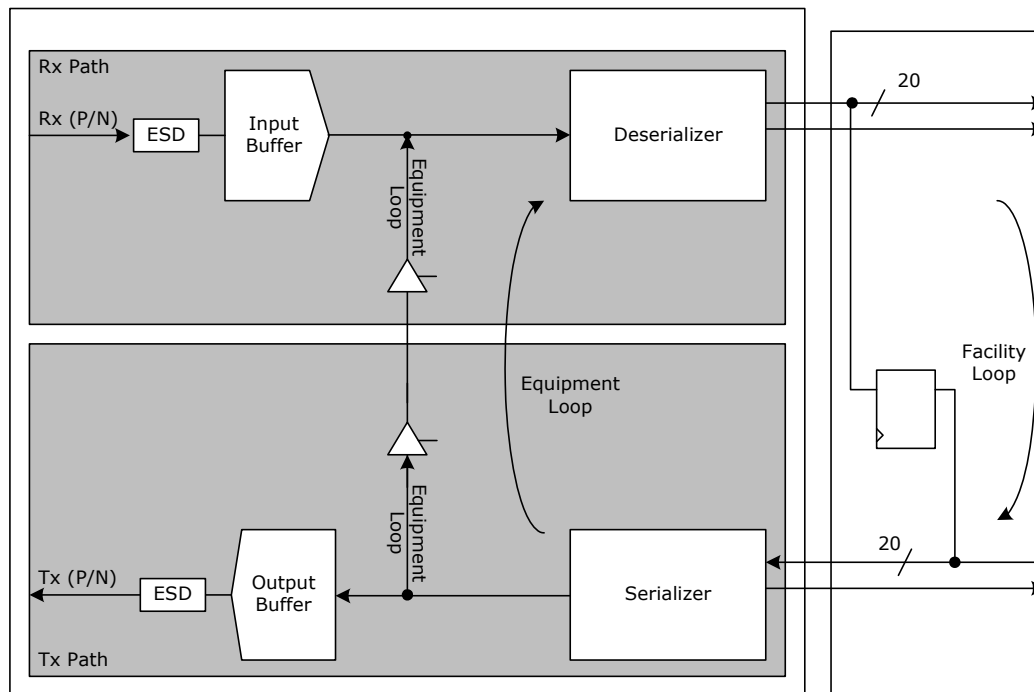 Rx Path
Rx (P/N)
ESD
Input
Buffer
Equipment
Loop
Deserializer
20
Equipment
Loop
Facility
Loop
Equipment
Loop
20
Tx (P/N)
ESD
Output
Buffer
Serializer
Tx Path